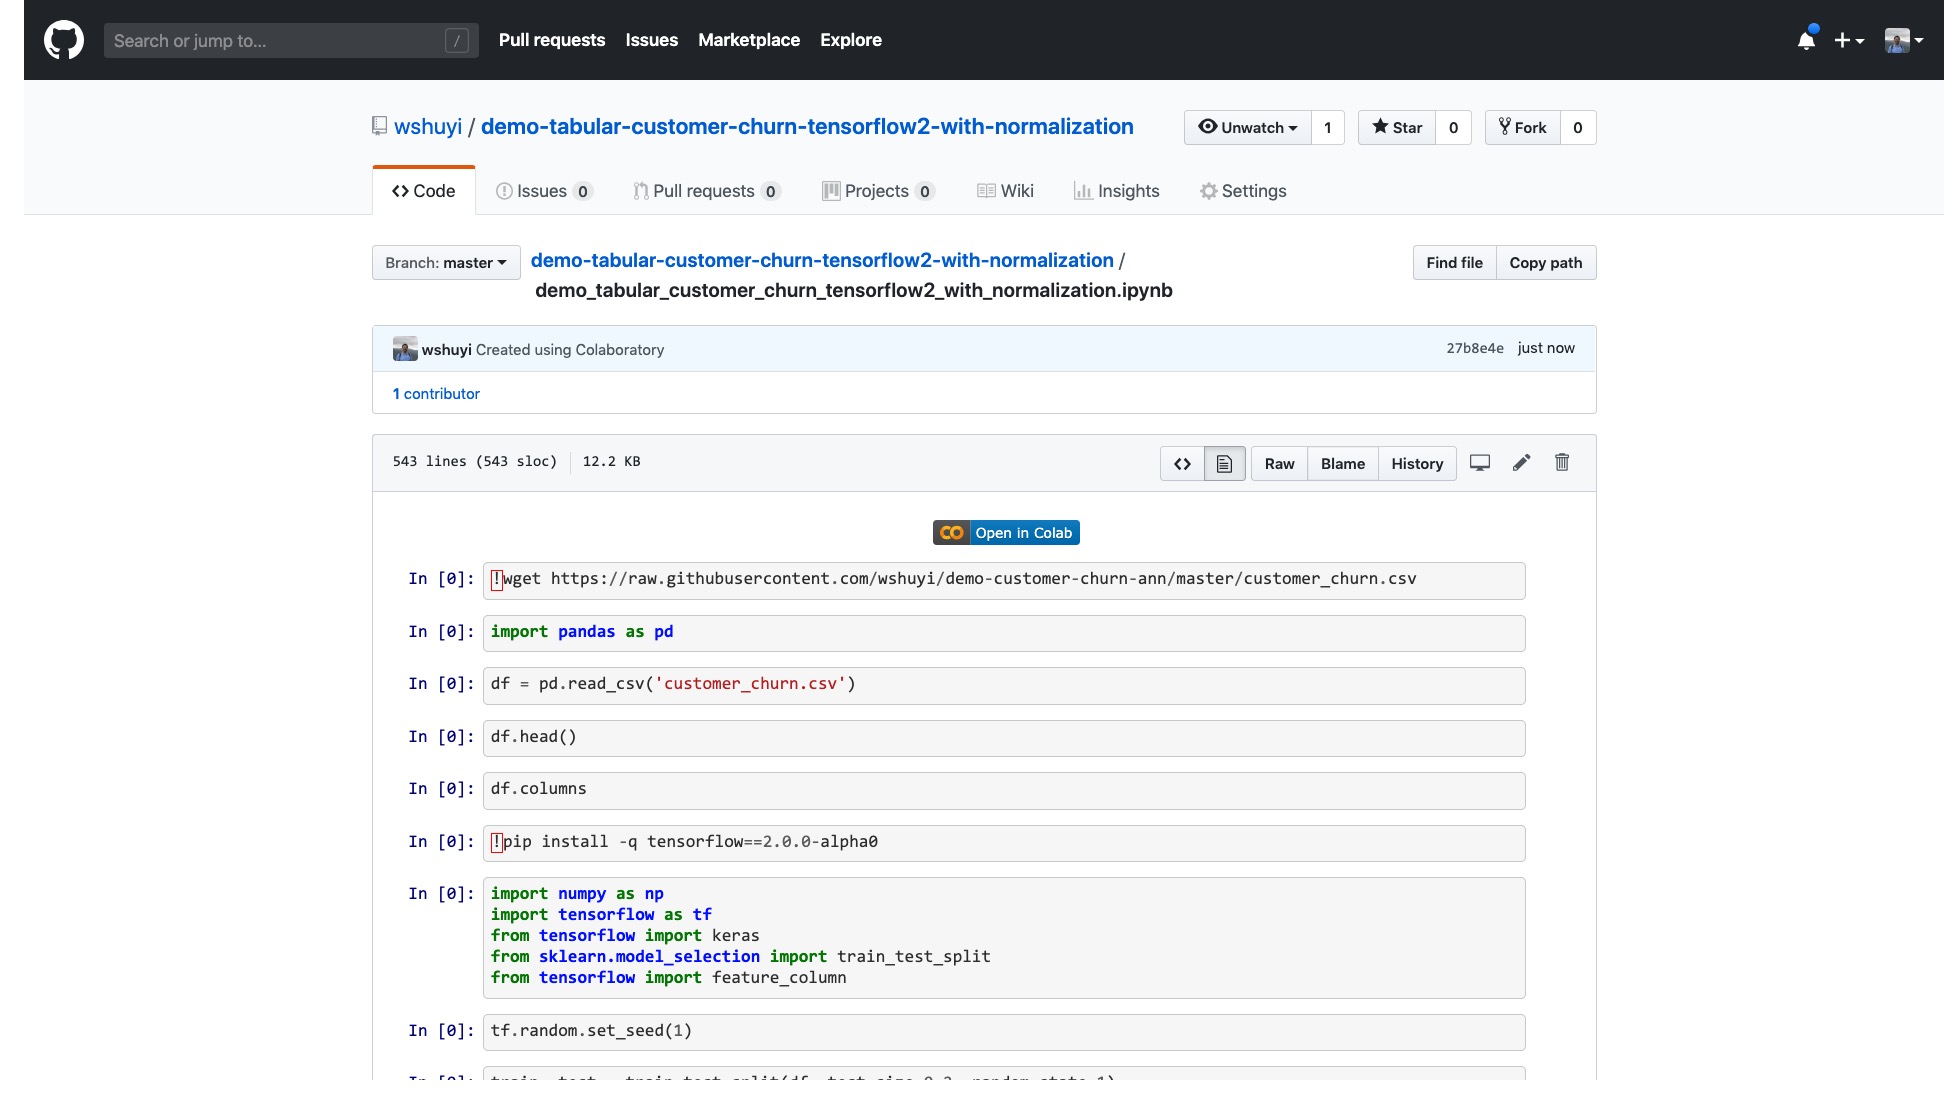 Search or jump to... /
Pull requests Issues Marketplace Explore
wshuyi / demo-tabular-customer-churn-tensorflow2-with-normalization
Unwatch 1 Star 0 Fork 0
Code Issues 0 Pull requests 0 Projects 0 Wiki Insights Settings
Branch: master demo-tabular-customer-churn-tensorflow2-with-normalization /
demo_tabular_customer_churn_tensorflow2_with_normalization.ipynb
Find file Copy path
wshuyi Created using Colaboratory 27b8e4e just now
1 contributor
543 lines (543 sloc) 12.2 KB
Raw Blame History
Open in Colab
In [0]: !wget https://raw.githubusercontent.com/wshuyi/demo-customer-churn-ann/master/customer_churn.csv
In [0]: import pandas as pd
In [0]: df = pd.read_csv('customer_churn.csv')
In [0]: df.head()
In [0]: df.columns
In [0]: !pip install -q tensorflow==2.0.0-alpha0
In [0]: import numpy as np
import tensorflow as tf
from tensorflow import keras
from sklearn.model_selection import train_test_split
from tensorflow import feature_column
In [0]: tf.random.set_seed(1)